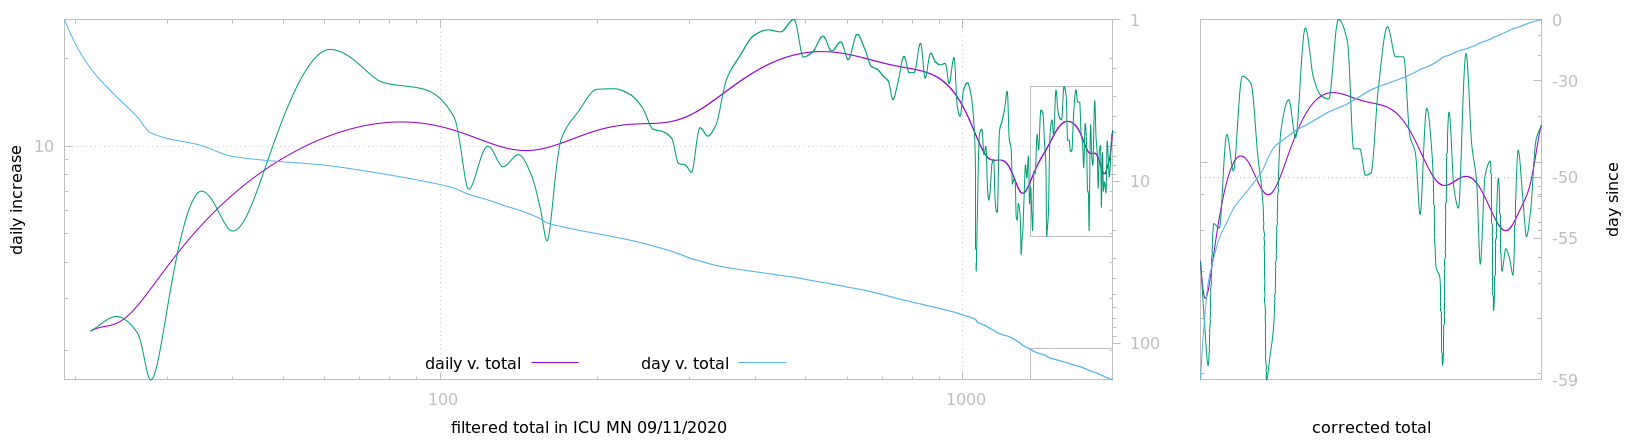 1
0
-30
10
daily increase
10
-50
-55
day since
100
-59
daily v. total
day v. total
100
1000
filtered total in ICU MN 09/11/2020
corrected total